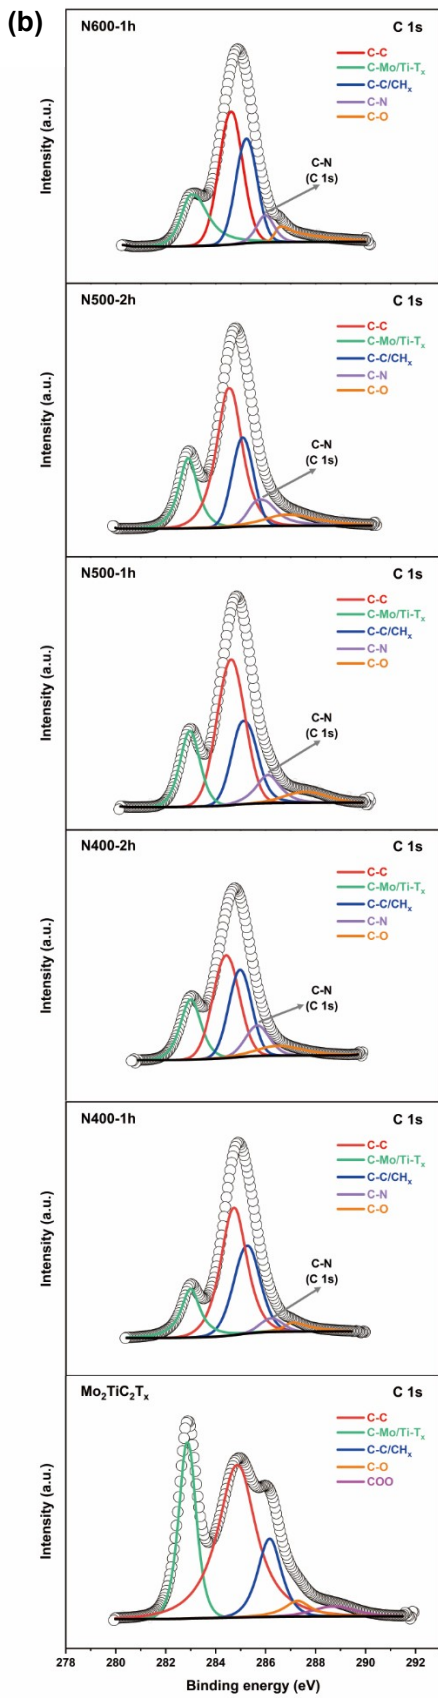 (b)
N600-1h
C 1s
C-C
C-Mo/Ti-Tx
C-C/CHx
C-N
C-O
C-N
(C 1s)
Intensity (a.u.)
N500-2h
C 1s
C-C
C-Mo/Ti-Tx
C-C/CHx
C-N
C-O
C-N
(C 1s)
Intensity (a.u.)
N500-1h
C 1s
C-C
C-Mo/Ti-Tx
C-C/CHx
C-N
C-O
C-N
(C 1s)
Intensity (a.u.)
N400-2h
C 1s
C-C
C-Mo/Ti-Tx
C-C/CHx
C-N
C-O
C-N
(C 1s)
Intensity (a.u.)
N400-1h
C 1s
C-C
C-Mo/Ti-Tx
C-C/CHx
C-N
C-O
C-N
(C 1s)
Intensity (a.u.)
Mo2TiC2Tx
C 1s
C-C
C-Mo/Ti-Tx
C-C/CHx
C-O
COO
Intensity (a.u.)
278 280 282 284 286 288 290 292
Binding energy (eV)